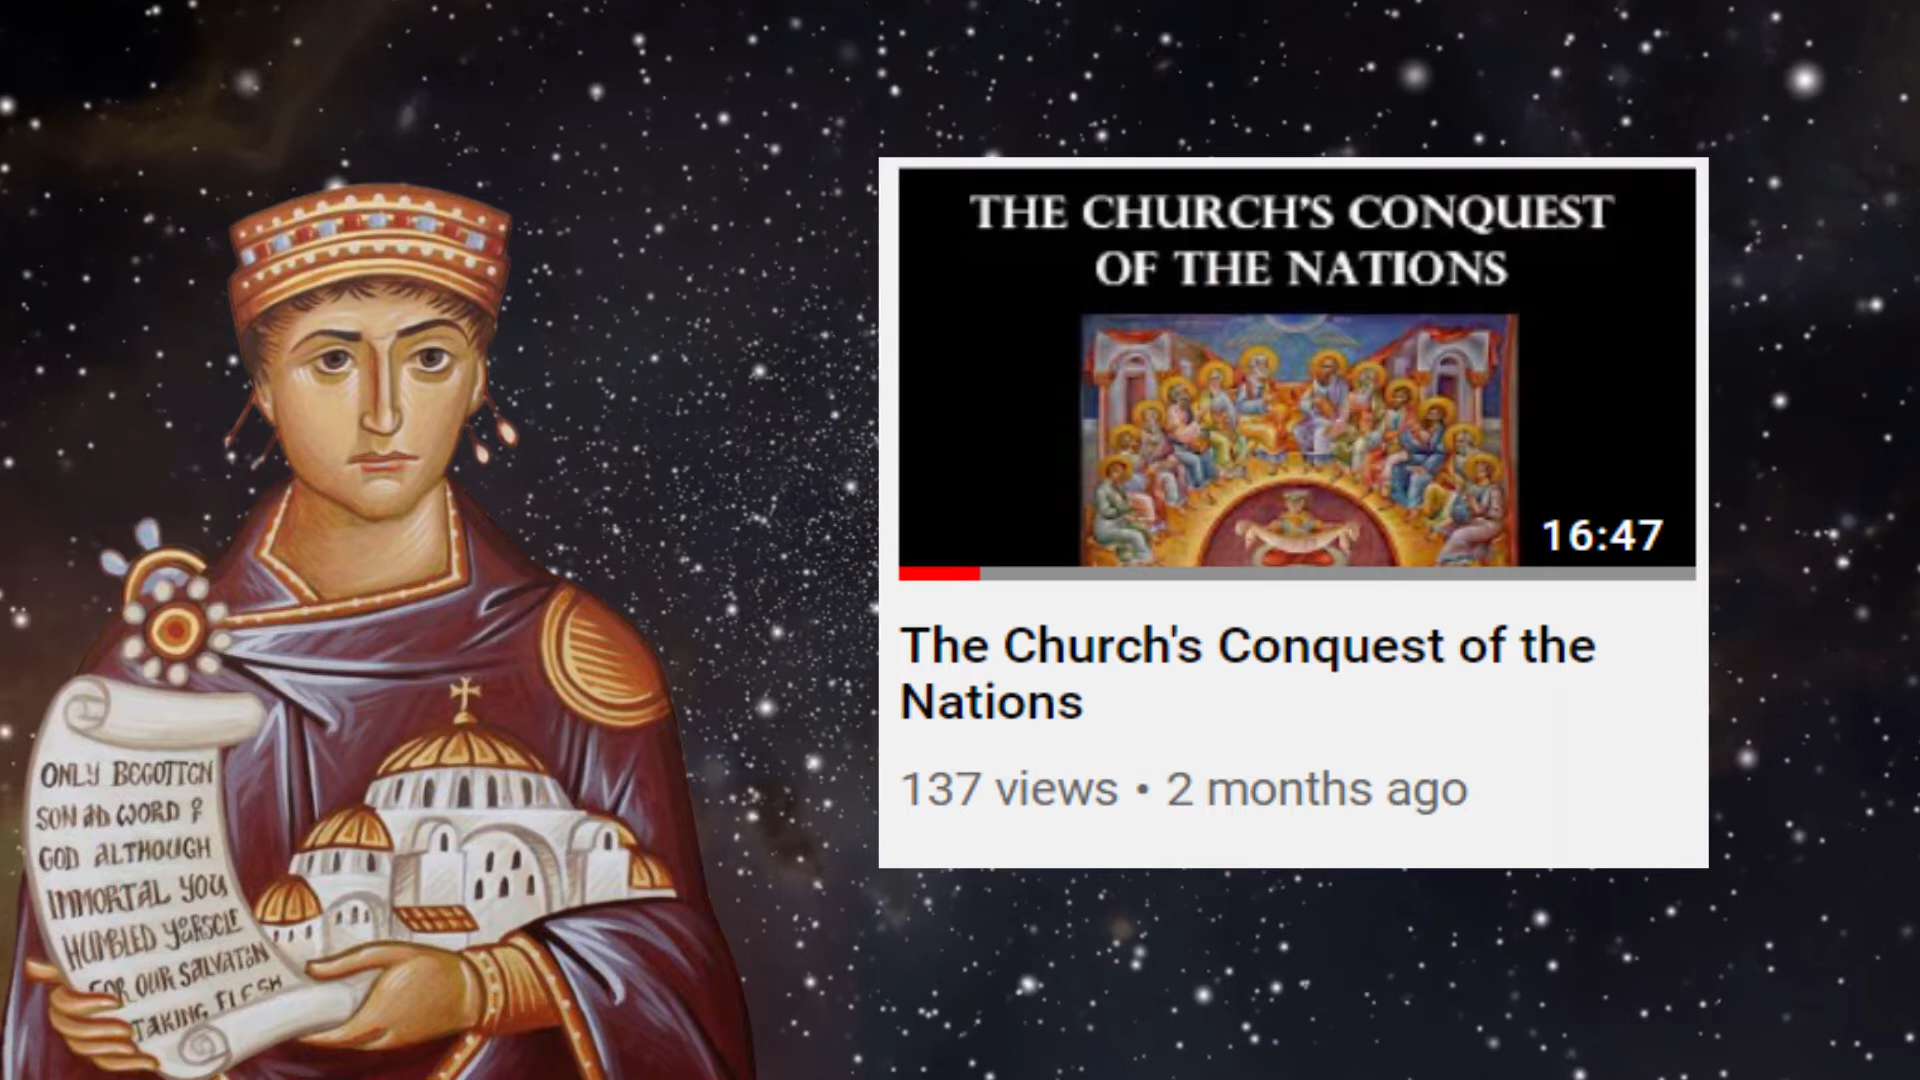 ONLY BEGOTTEN
SON AD WORD OF
GOD ALTHOUGH
IMMORTAL YOU
HUMBLED YOURSELF
FOR OUR SALVATION
TAKING FLESH
THE CHURCH'S CONQUEST
OF THE NATIONS
16:47
The Church's Conquest of the
Nations
137 views • 2 months ago